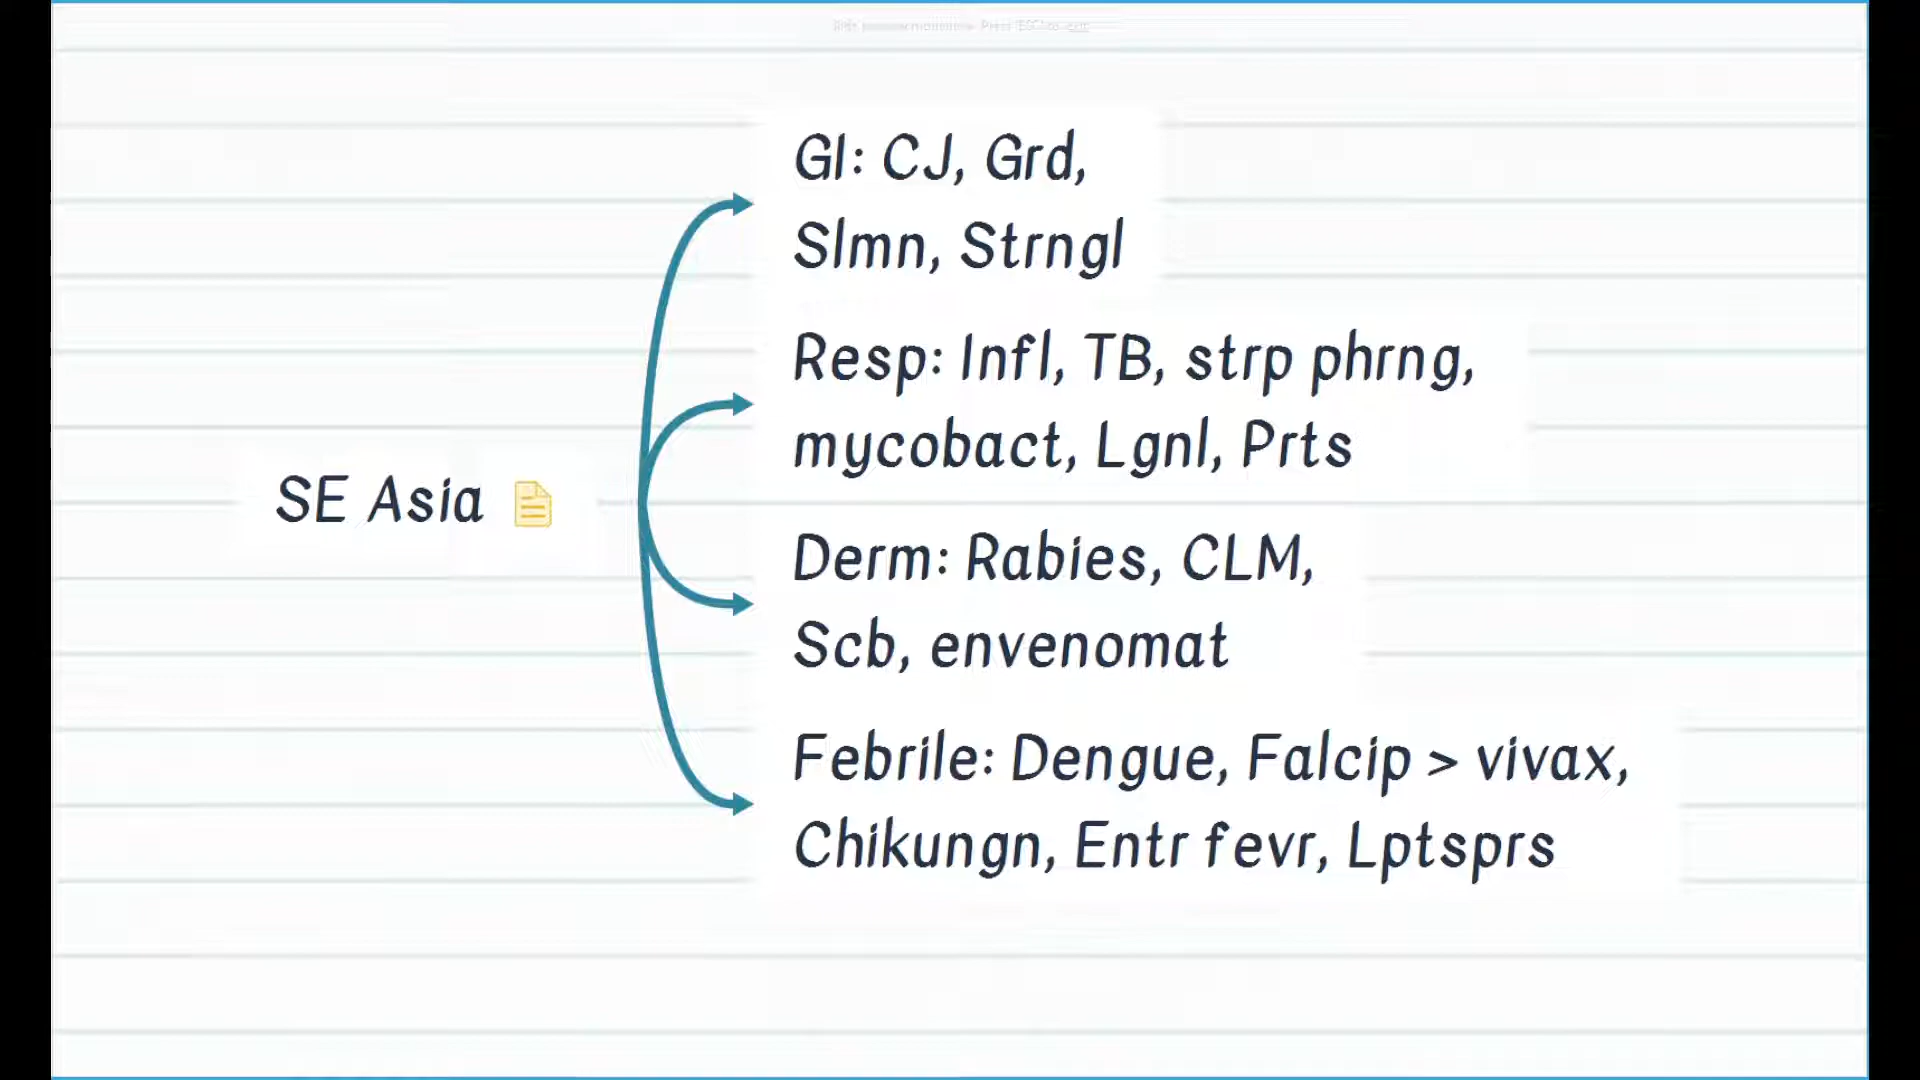 GI: CJ, Grd,
Slmn, Strngl
Resp: Infl, TB, strp phrng,
mycobact, Lgnl, Prts
SE Asia
Derm: Rabies, CLM,
Scb, envenomat
Febrile: Dengue, Falcip > vivax,
Chikungn, Entr fevr, Lptsprs